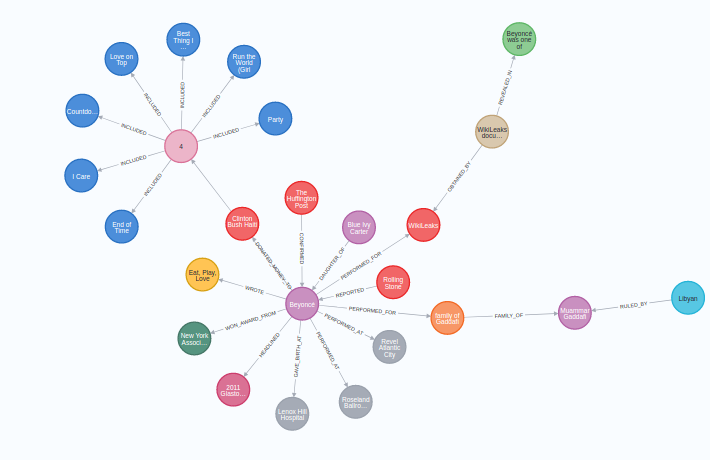 Best
Thing I
...
Beyoncé
was one
of
Love on
Top
Run the
World
(Girl
REVEALED_IN
INCLUDED
INCLUDED
INCLUDED
Countdo...
Party
INCLUDED
INCLUDED
WikiLeaks
docu...
4
INCLUDED
I Care
INCLUDED
OBTAINED_BY
The
Huffington
Post
End of
Time
Clinton
Bush Haiti
Blue Ivy
Carter
WikiLeaks
CONFIRMED
DAUGHTER_OF
PERFORMED_FOR
DONATED_MONEY_TO
Eat, Play,
Love
Rolling
Stone
WROTE
REPORTED
Beyoncé
Libyan
RULED_BY
PERFORMED_FOR
family of
Gaddafi
FAMILY_OF
Muammar
Gaddafi
WON_AWARD_FROM
PERFORMED_AT
New York
Associ...
HEADLINED
GAVE_BIRTH_AT
PERFORMED_AT
Revel
Atlantic
City
2011
Glasto...
Lenox Hill
Hospital
Roseland
Ballro...